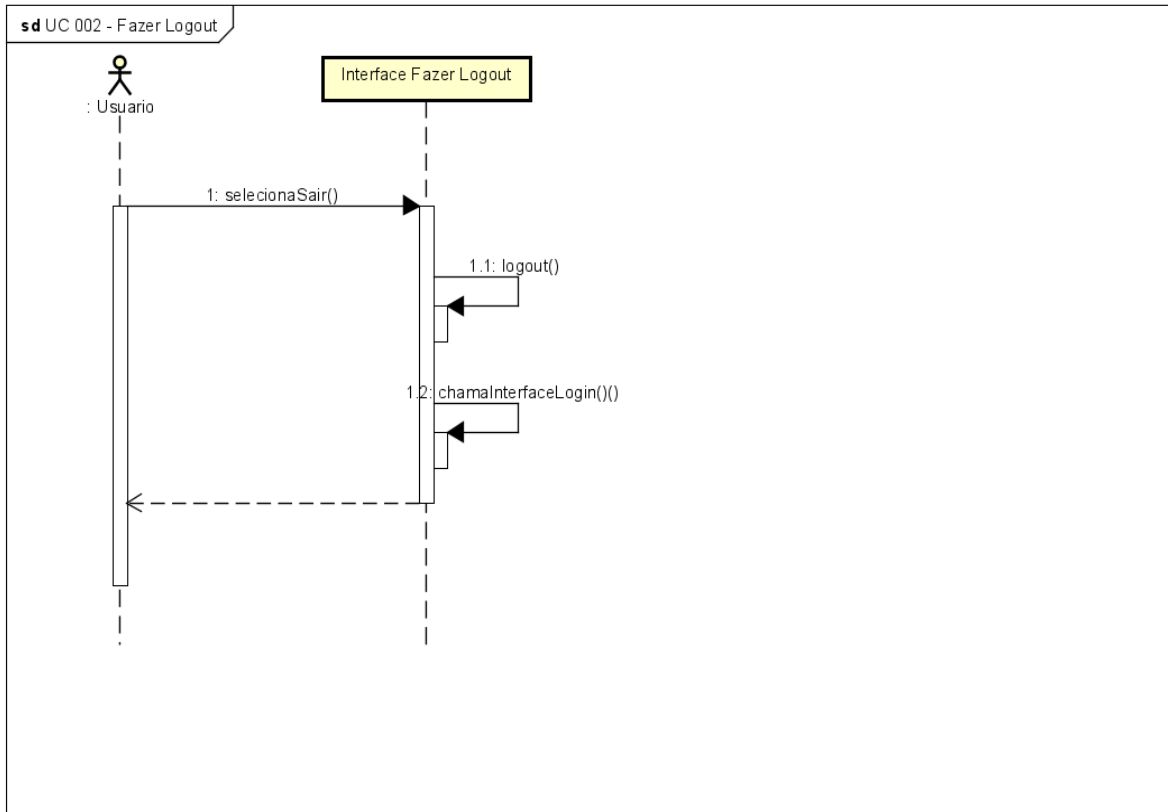 sd UC 002 - Fazer Logout
: Usuario
Interface Fazer Logout
1: selecionaSair()
1.1: logout()
1.2: chamaInterfaceLogin()()